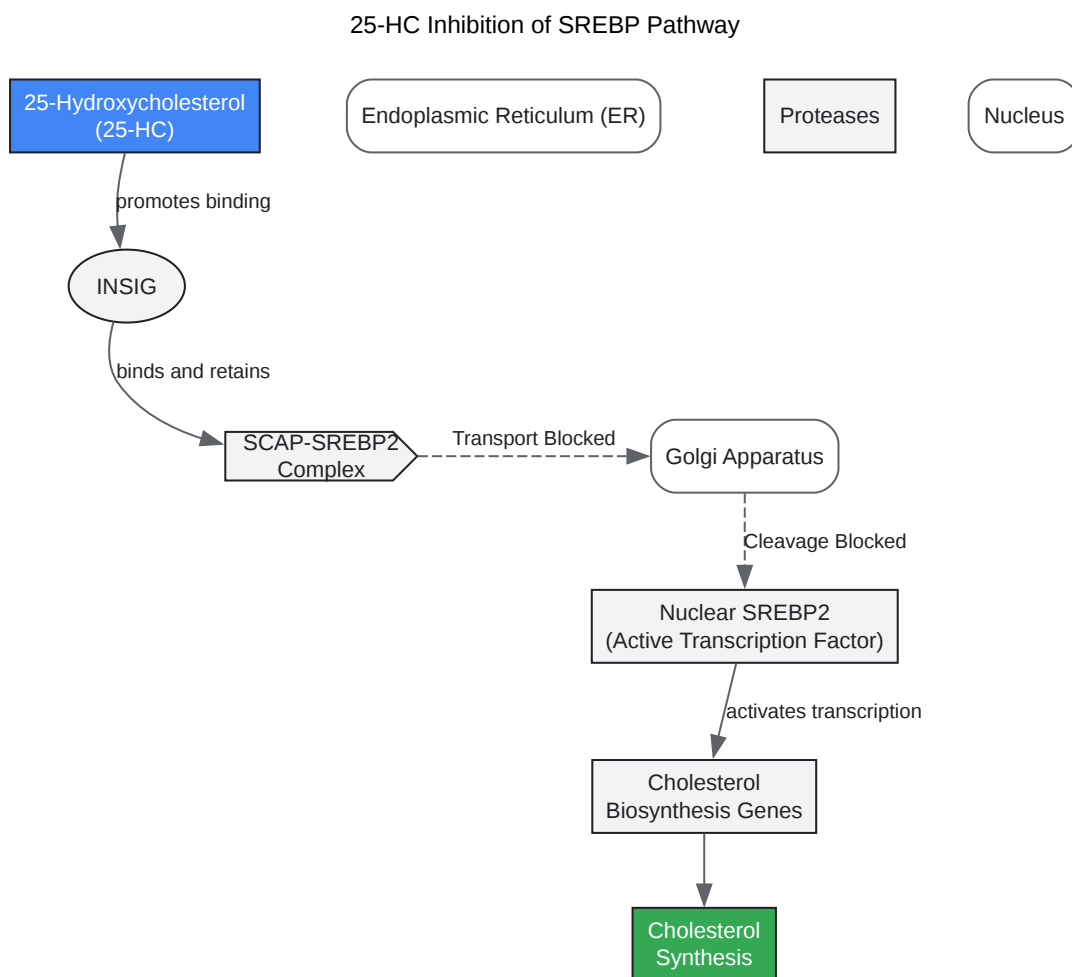 25-HC Inhibition of SREBP Pathway
25-Hydroxycholesterol
(25-HC)
Endoplasmic Reticulum (ER)
Proteases
Nucleus
promotes binding
INSIG
binds and retains
SCAP-SREBP2
Complex
Transport Blocked
Golgi Apparatus
Cleavage Blocked
Nuclear SREBP2
(Active Transcription Factor)
activates transcription
Cholesterol
Biosynthesis Genes
Cholesterol
Synthesis